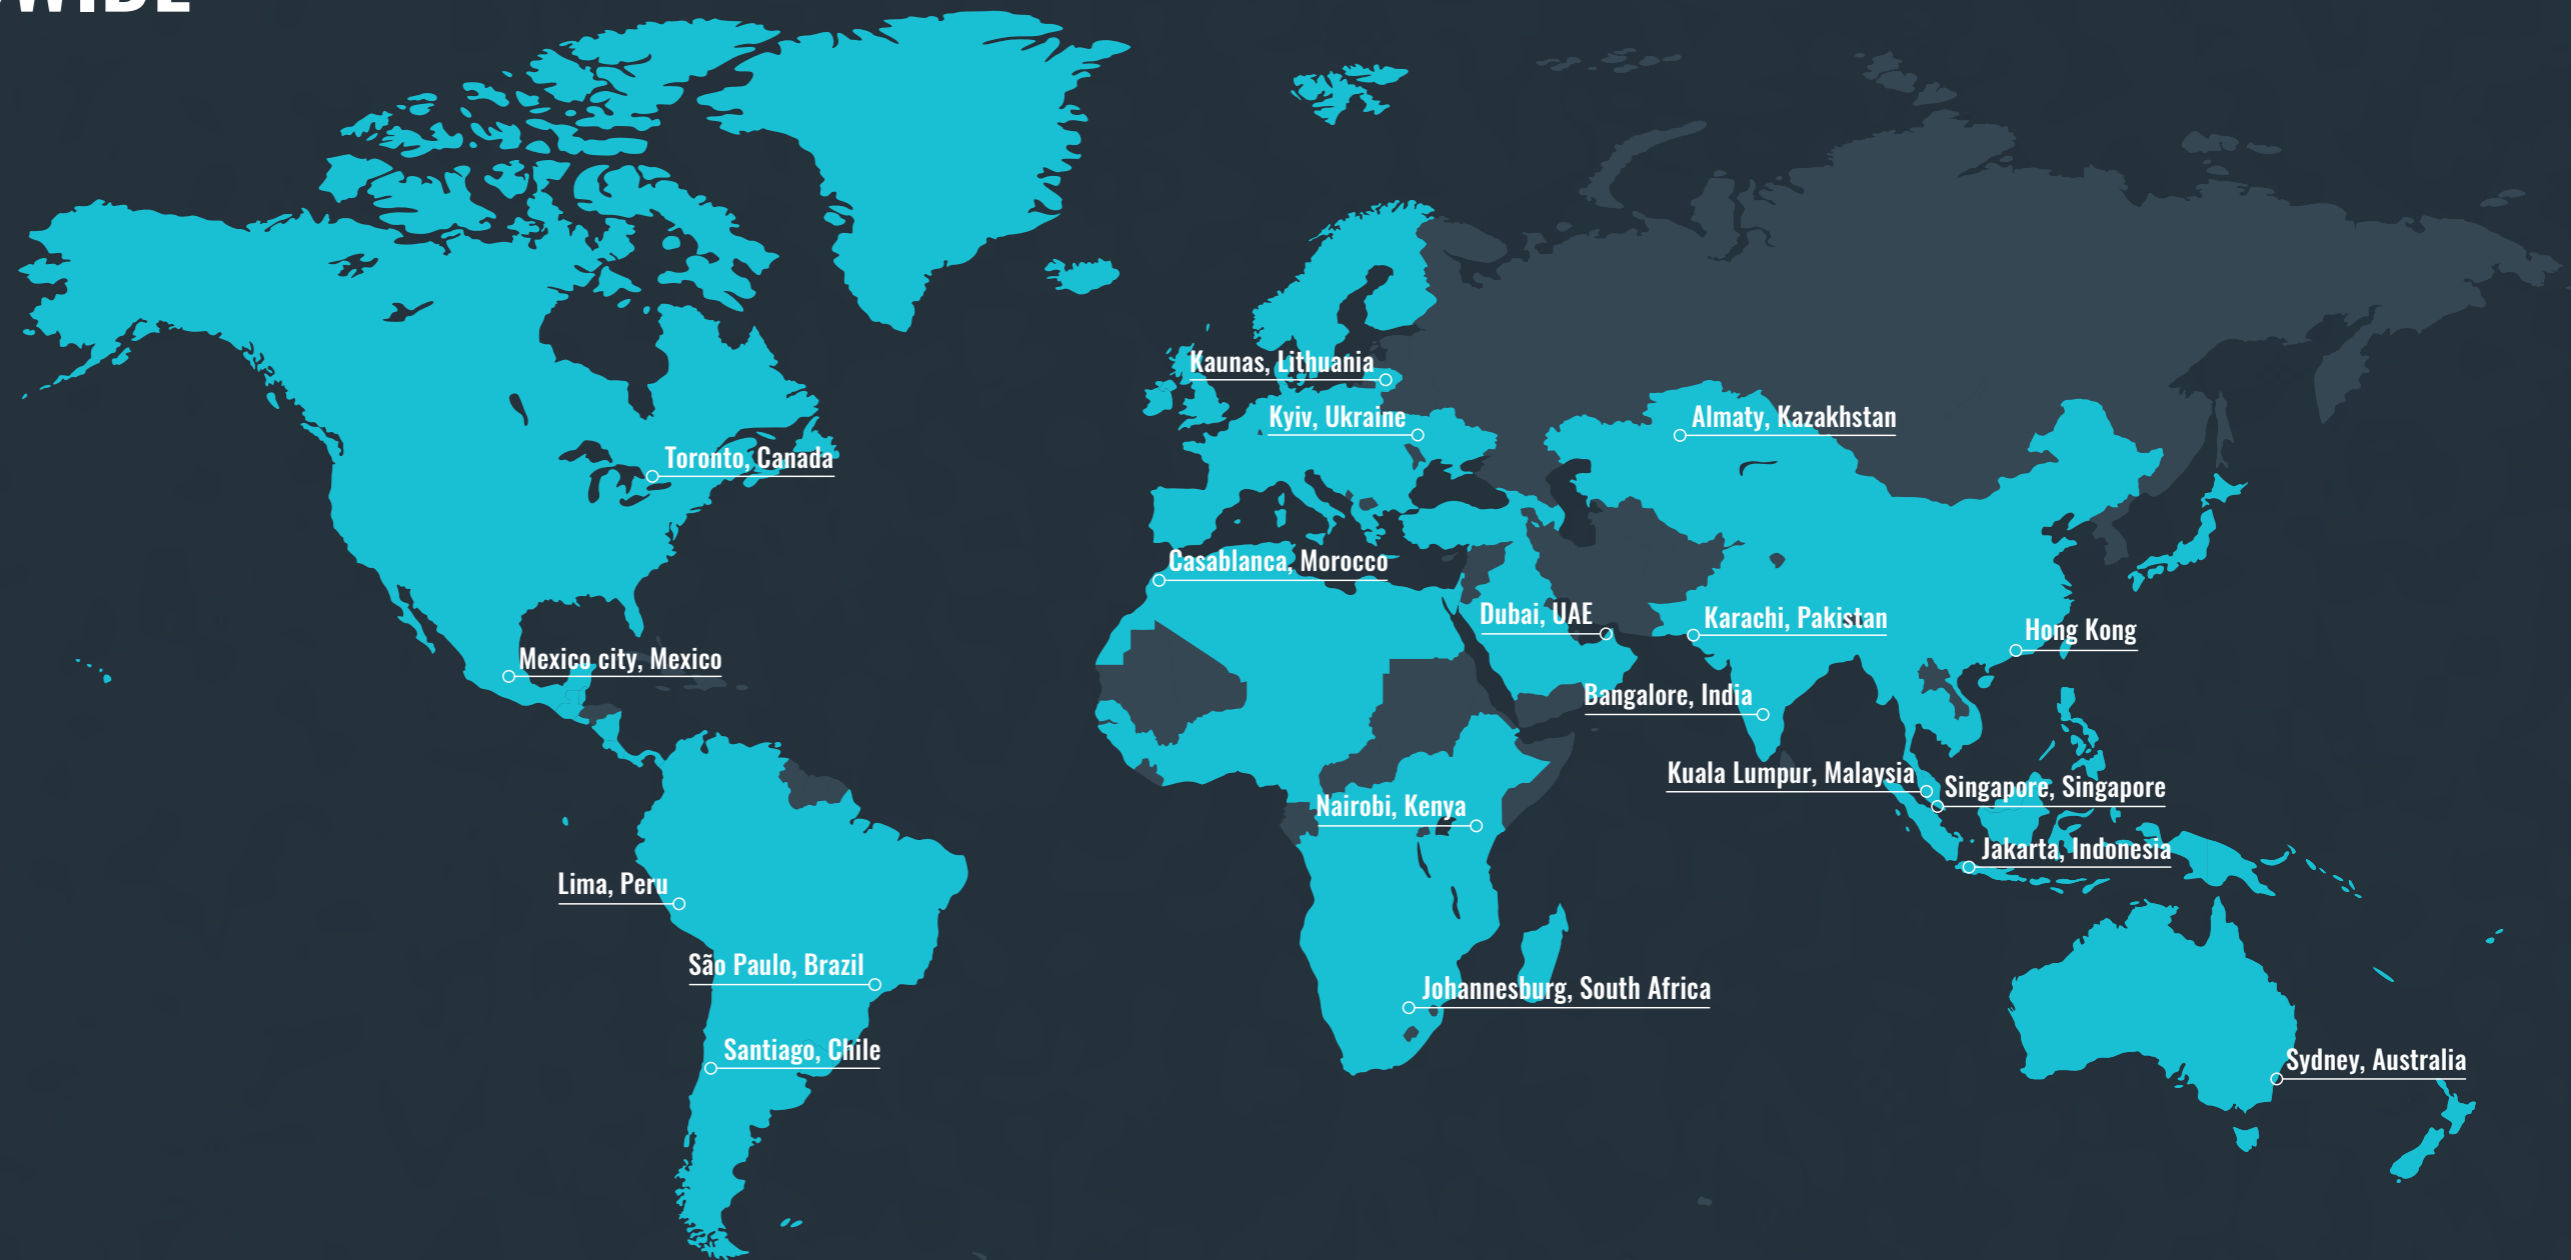 WIDE
Kaunas, Lithuania
Kyiv, Ukraine
Almaty, Kazakhstan
Toronto, Canada
Casablanca, Morocco
Dubai, UAE
Karachi, Pakistan
Hong Kong
Mexico city, Mexico
Bangalore, India
Kuala Lumpur, Malaysia
Singapore, Singapore
Nairobi, Kenya
Jakarta, Indonesia
Lima, Peru
São Paulo, Brazil
Johannesburg, South Africa
Santiago, Chile
Sydney, Australia